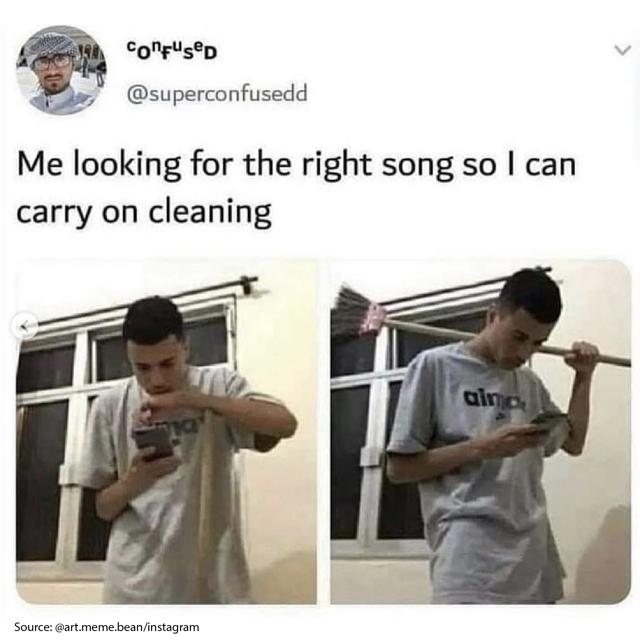 ᶜᴼᴺFᵁˢᵉD
@superconfusedd
Me looking for the right song so I can
carry on cleaning
Source: @art.meme.bean/instagram